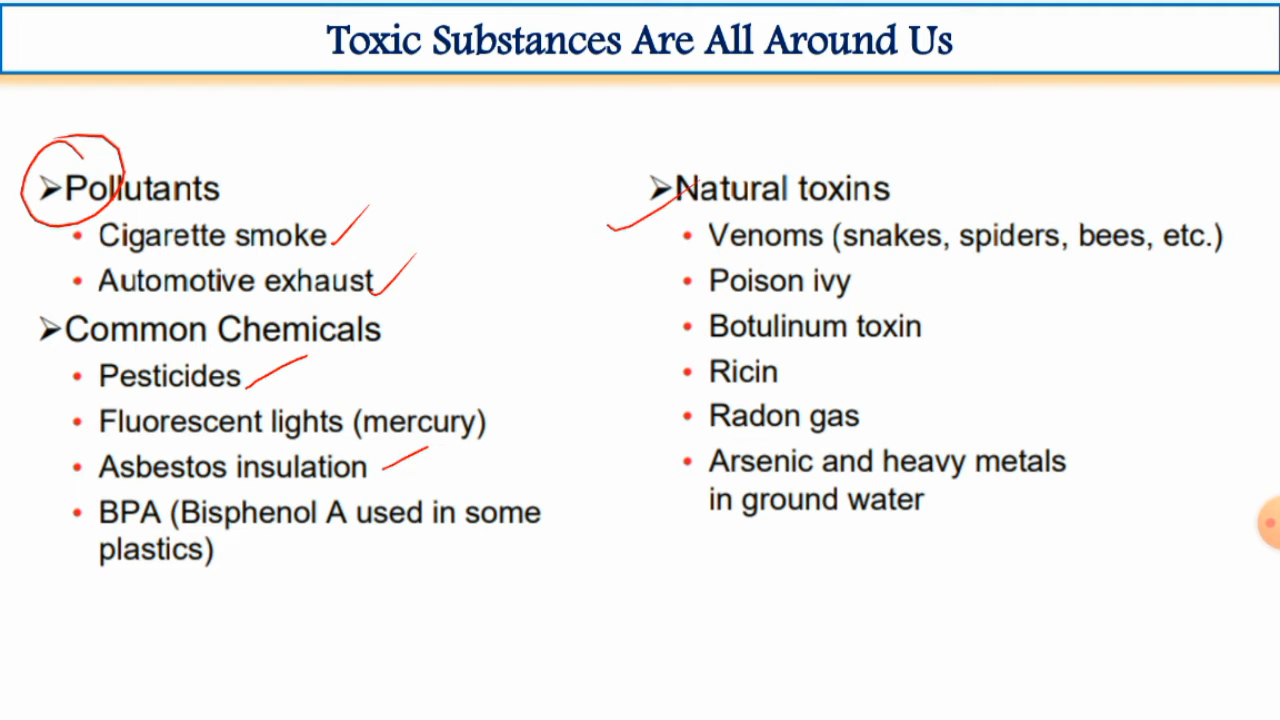 Toxic Substances Are All Around Us
➢Pollutants
• Cigarette smoke
• Automotive exhaust
➢Common Chemicals
• Pesticides
• Fluorescent lights (mercury)
• Asbestos insulation
• BPA (Bisphenol A used in some
plastics)
➢Natural toxins
• Venoms (snakes, spiders, bees, etc.)
• Poison ivy
• Botulinum toxin
• Ricin
• Radon gas
• Arsenic and heavy metals
in ground water